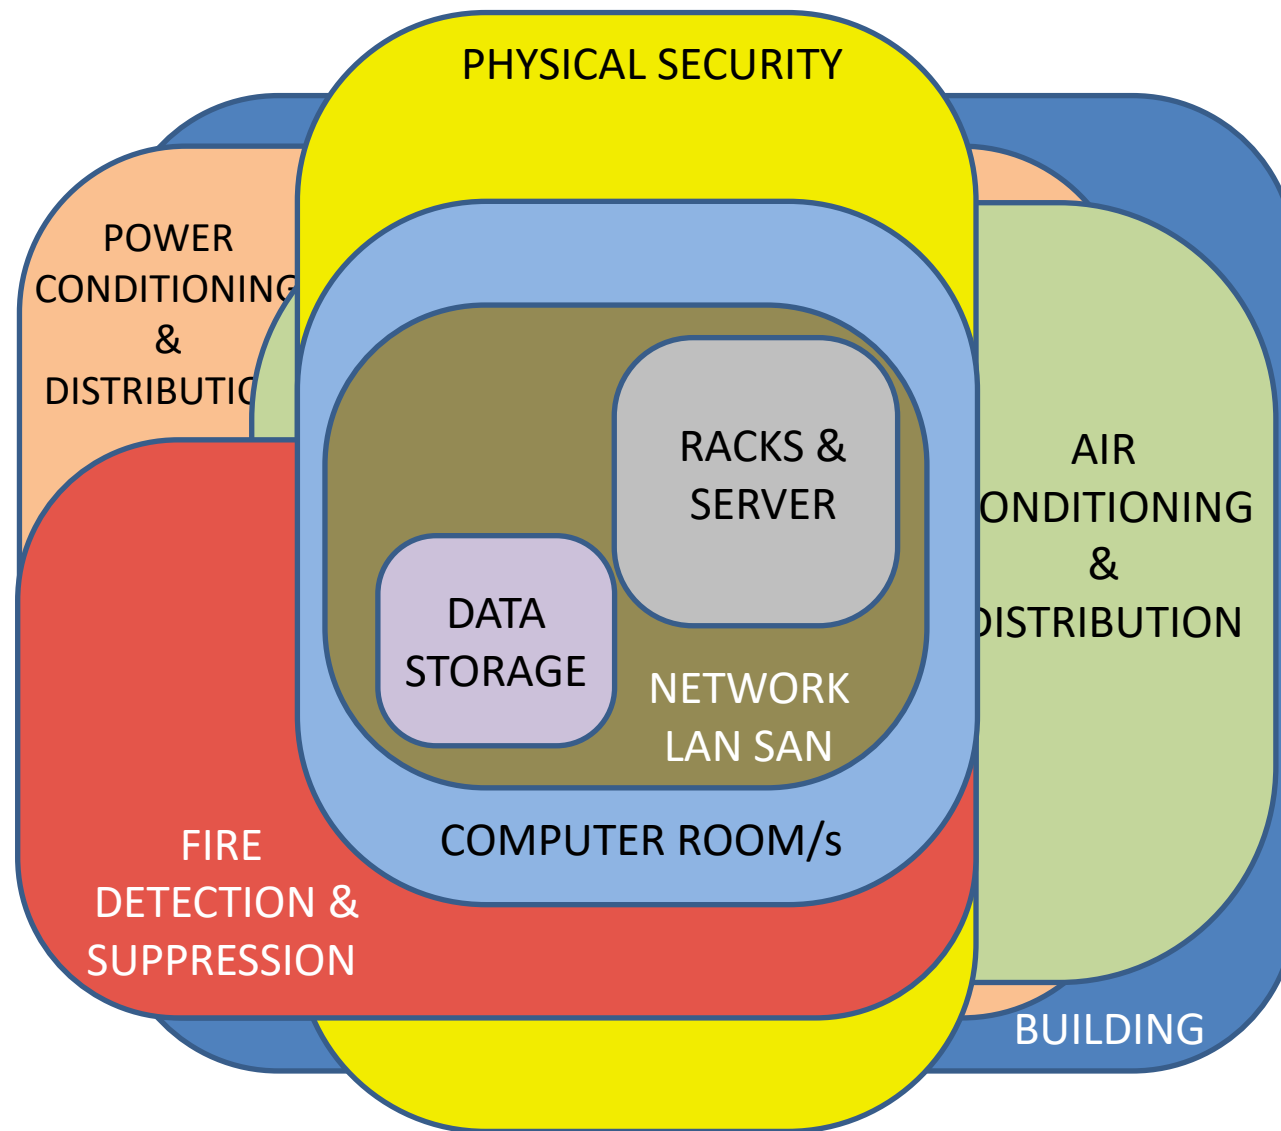 PHYSICAL SECURITY
POWER
CONDITIONING
&
DISTRIBUTIO
RACKS &
SERVER
AIR
ONDITIONING
&
DISTRIBUTION
DATA
STORAGE
NETWORK
LAN SAN
COMPUTER ROOM/s
FIRE
DETECTION &
SUPPRESSION
BUILDING